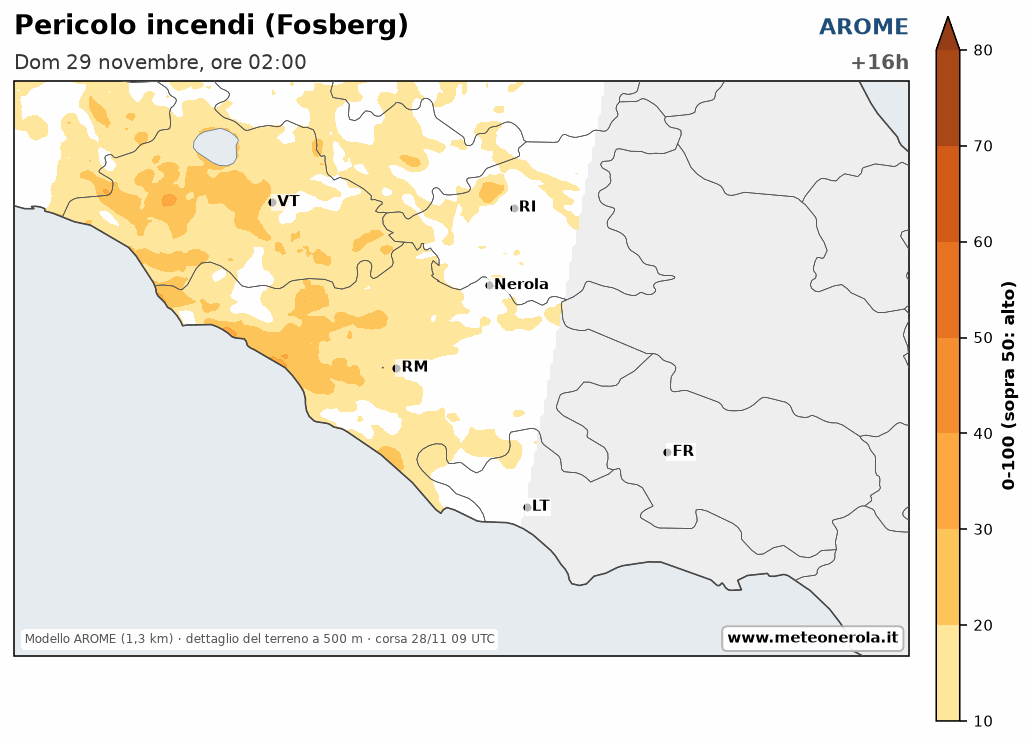 Pericolo incendi (Fosberg)
AROME
Dom 29 novembre, ore 02:00
+16h
80
70
60
50
40
30
20
10
0-100 (sopra 50: alto)
VT
RI
Nerola
RM
FR
LT
Modello AROME (1,3 km) · dettaglio del terreno a 500 m · corsa 28/11 09 UTC
www.meteonerola.it